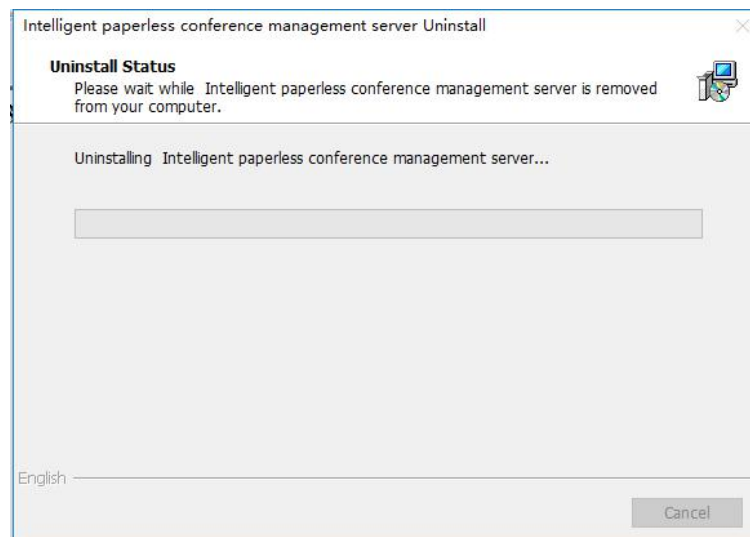 Intelligent paperless conference management server Uninstall
Uninstall Status
Please wait while  Intelligent paperless conference management server is removed
from your computer.
Uninstalling  Intelligent paperless conference management server...
English
Cancel